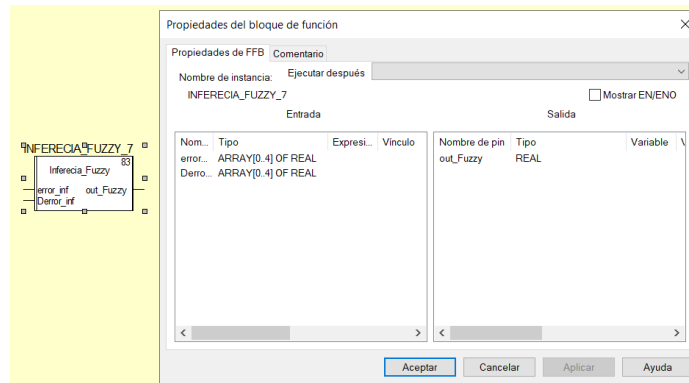 Propiedades del bloque de función
Propiedades de FFB Comentario
Nombre de instancia: Ejecutar después
INFERECIA_FUZZY_7 Mostrar EN/ENO
Entrada Salida
Nom... Tipo Expresi... Vínculo Nombre de pin Tipo Variable
error... ARRAY[0..4] OF REAL out_Fuzzy REAL
Derro... ARRAY[0..4] OF REAL
INFERECIA_FUZZY_7
83
Inferecia_Fuzzy
error_inf out_Fuzzy
Derror_inf
Aceptar Cancelar Aplicar Ayuda